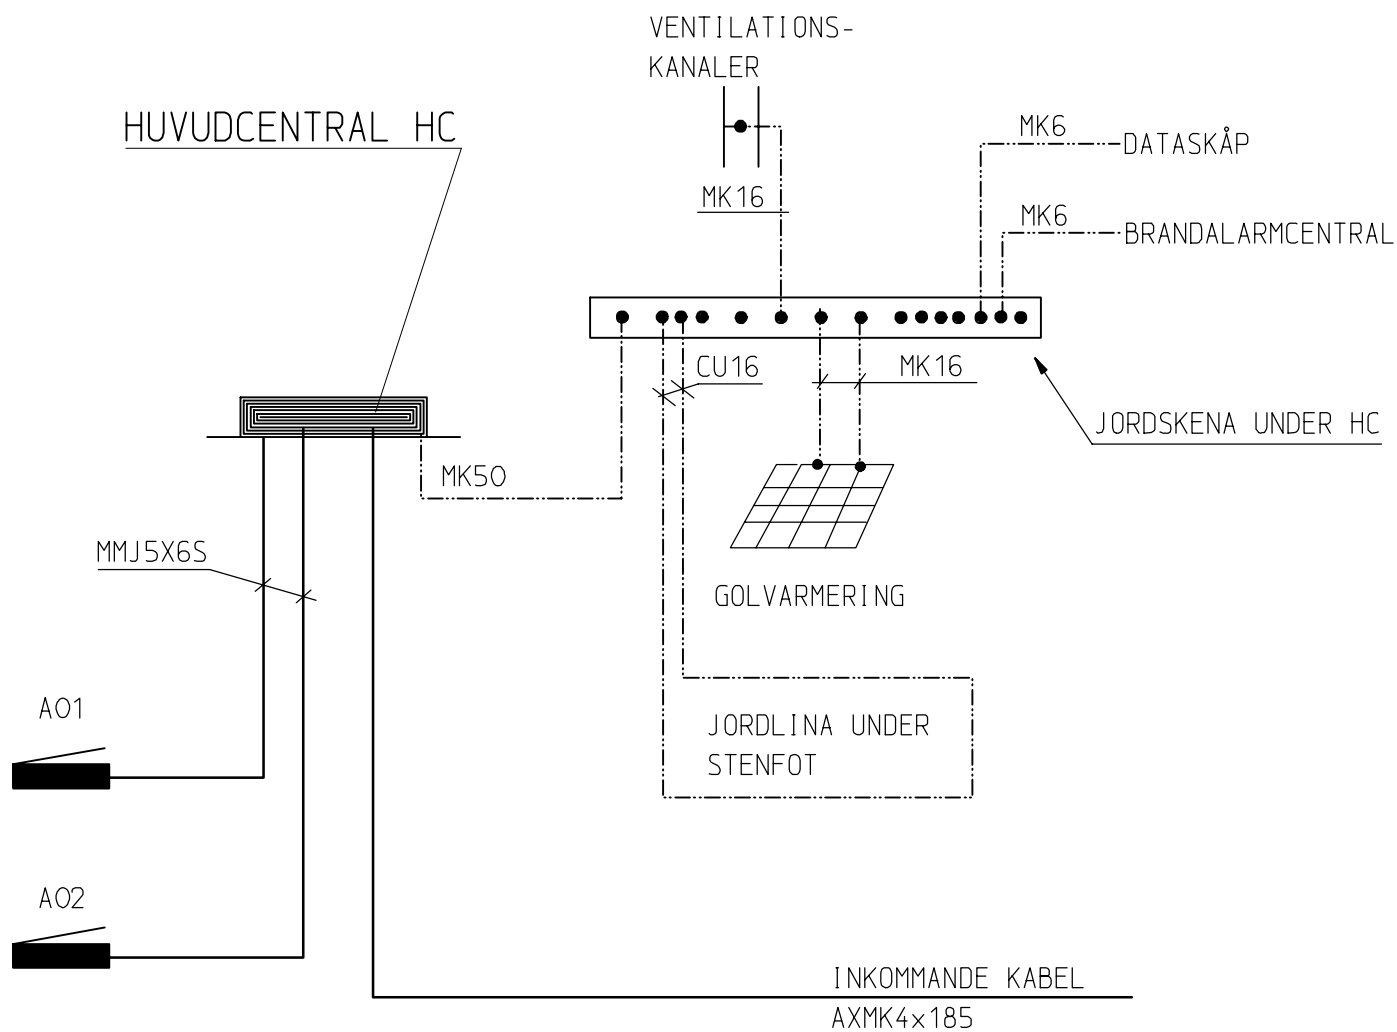 VENTILATIONS-
KANALER
HUVUDCENTRAL HC
MK6
DATASKÅP
MK16
MK6
BRANDALARMCENTRAL
CU16
MK16
JORDSKENA UNDER HC
MK50
MMJ5X6S
GOLVARMERING
A01
JORDLINA UNDER
STENFOT
A02
INKOMMANDE KABEL
AXMK4x185